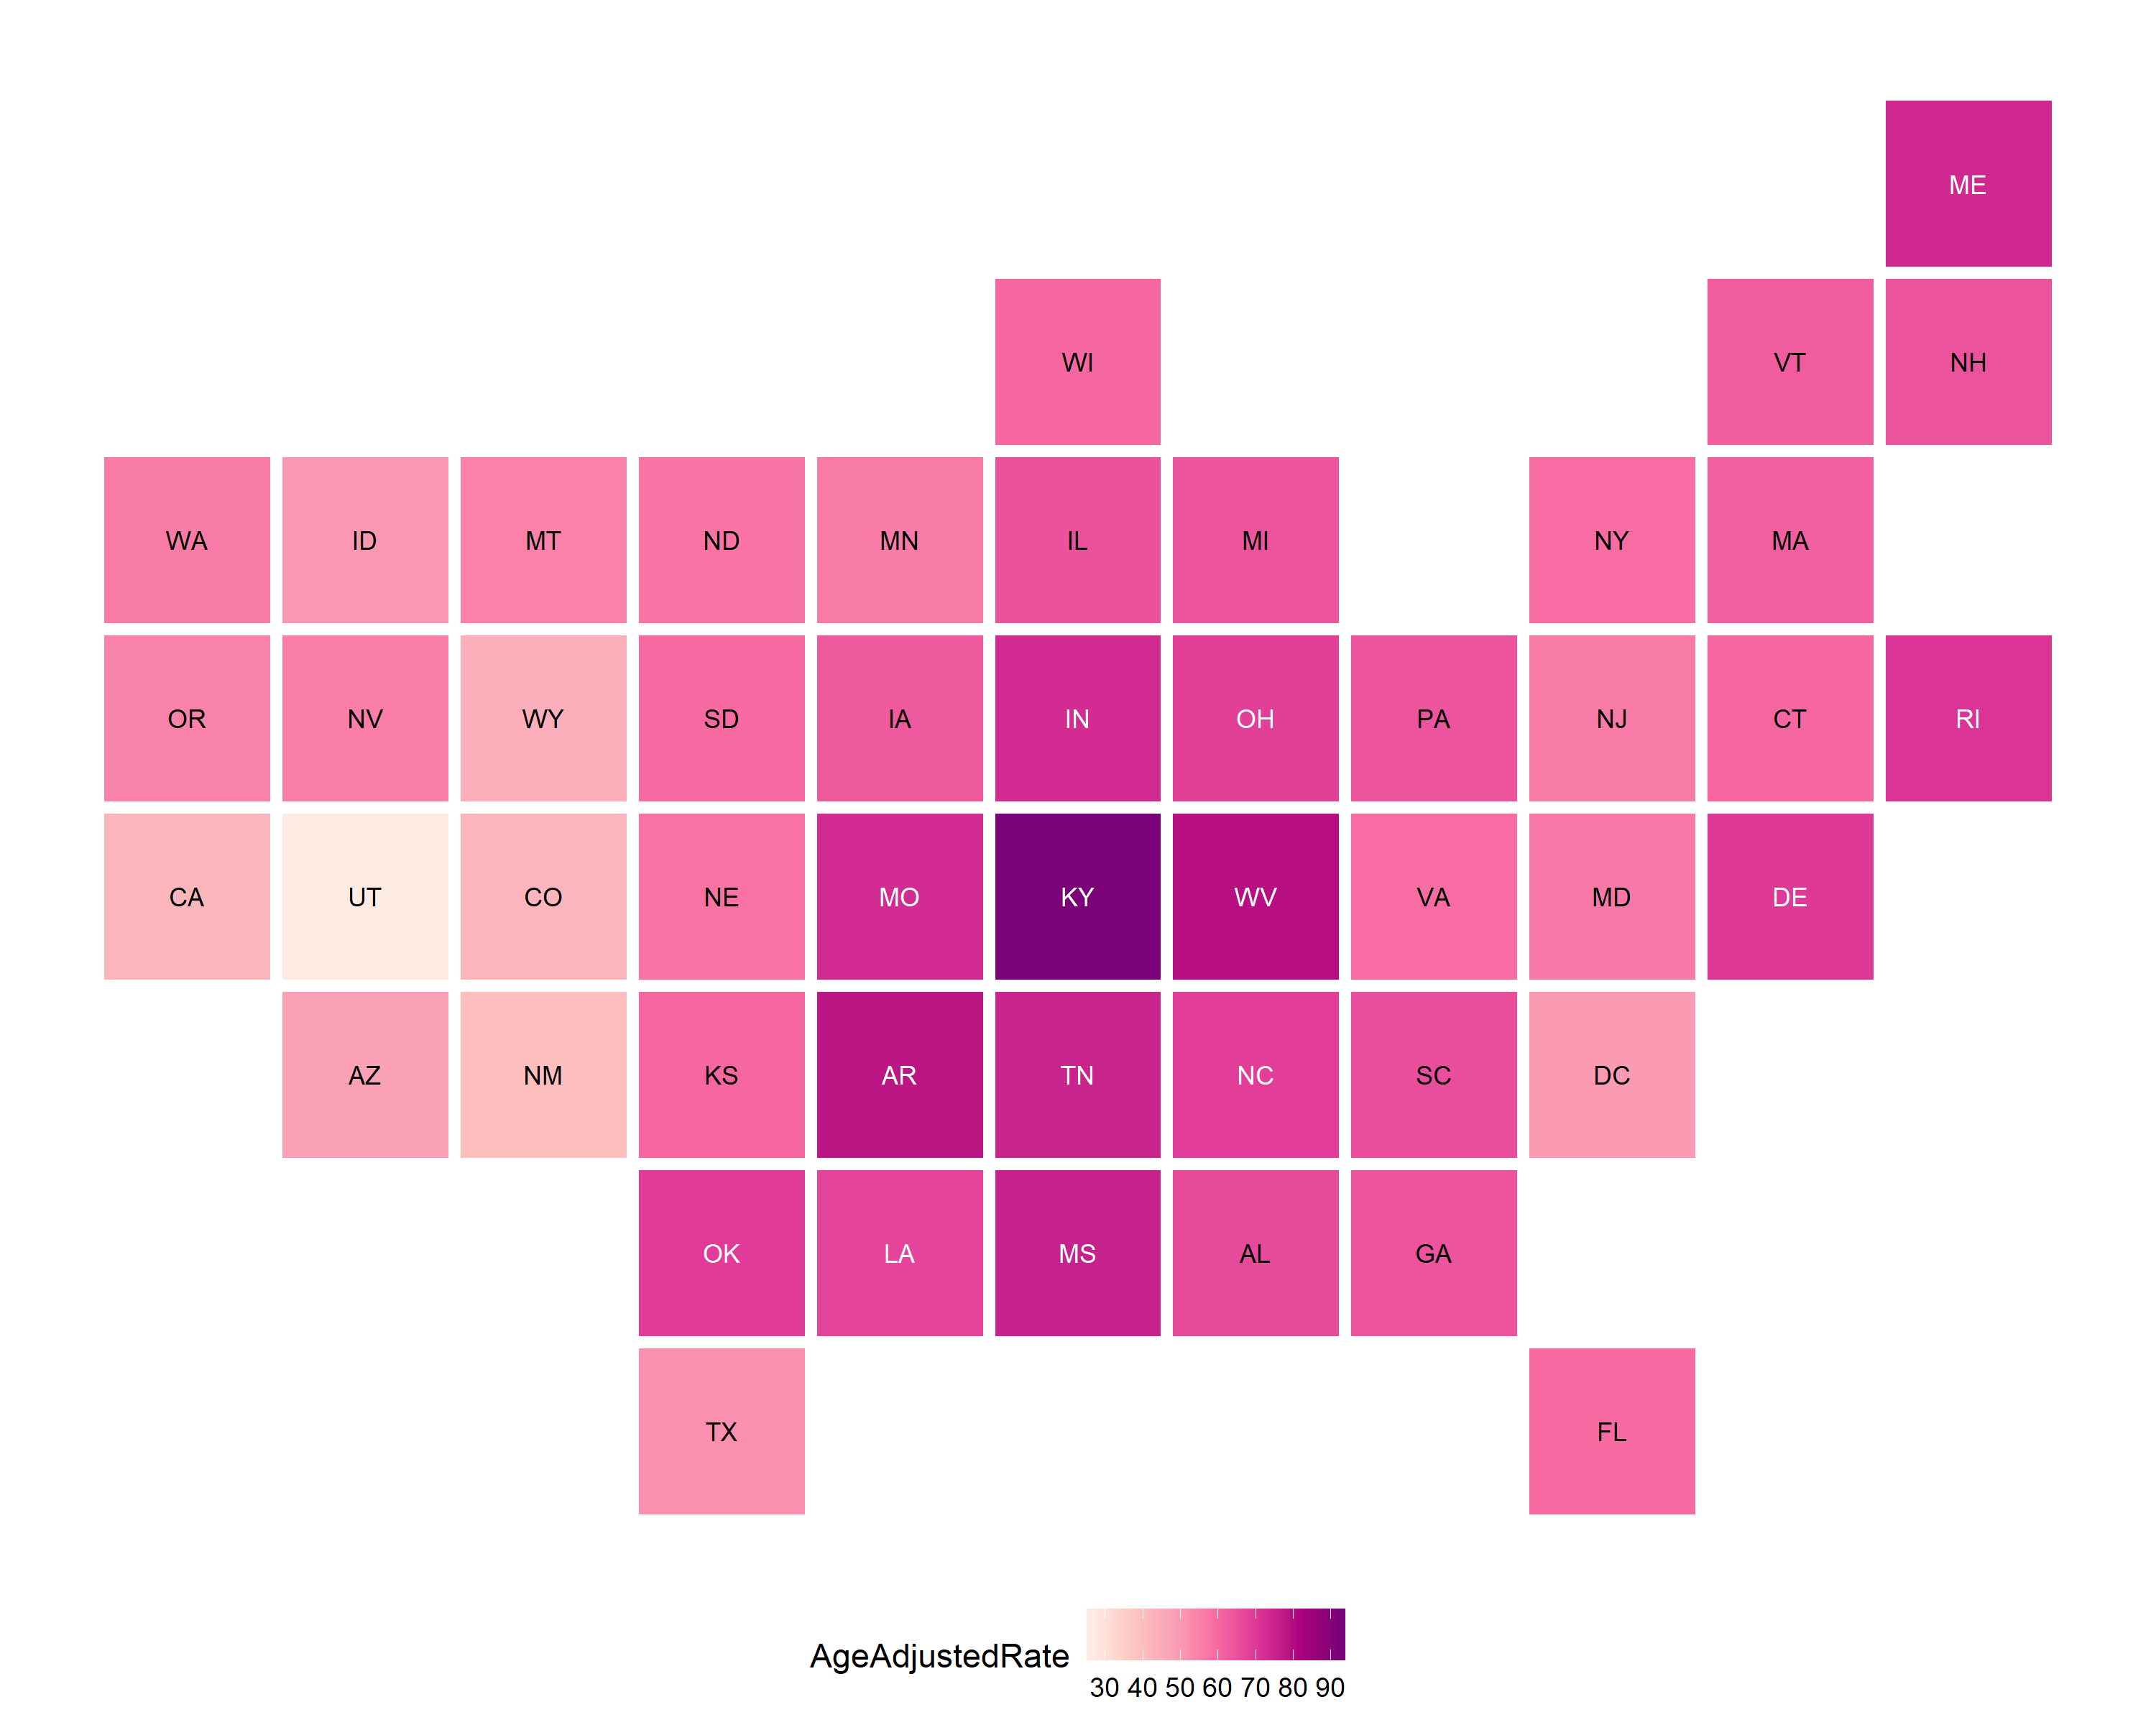 ME
WI VT NH
WA ID MT ND MN IL MI NY MA
OR NV WY SD IA IN OH PA NJ CT RI
CA UT CO NE MO KY WV VA MD DE
AZ NM KS AR TN NC SC DC
OK LA MS AL GA
TX FL
AgeAdjustedRate
30 40 50 60 70 80 90